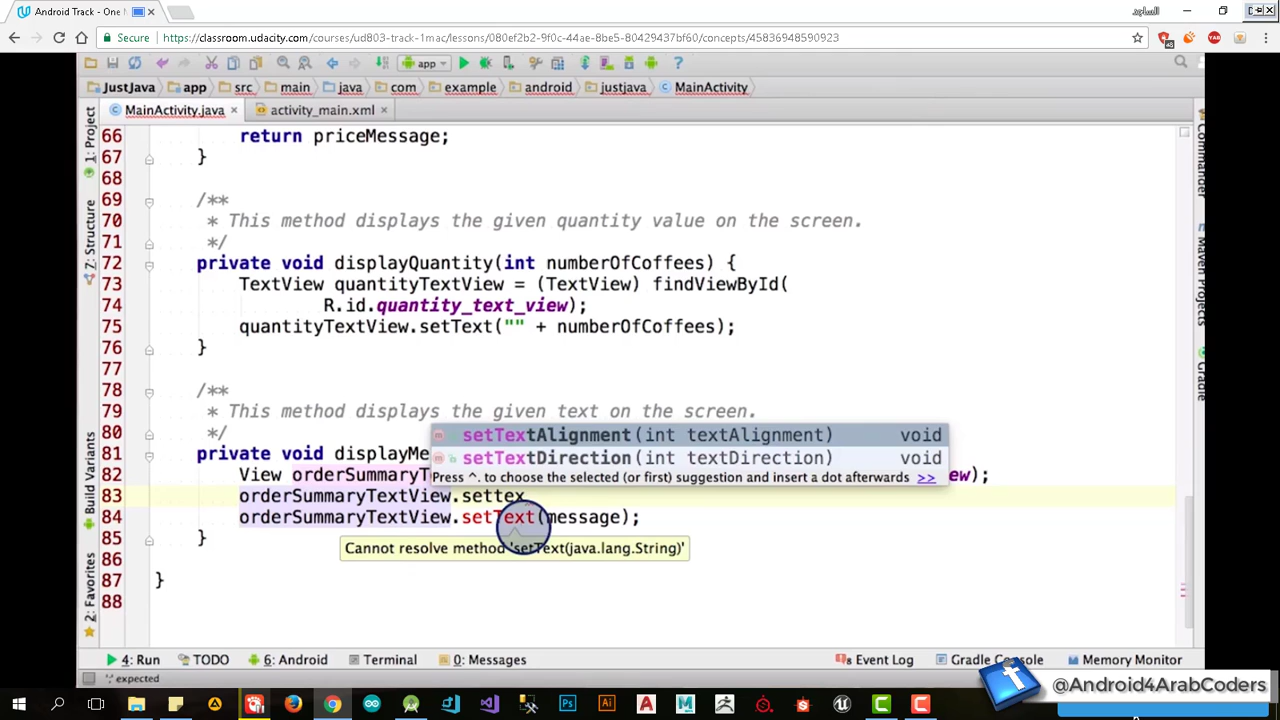 Android Track - One M
السلويد
Secure
https://classroom.udacity.com/courses/ud803-track-1mac/lessons/080ef2b2-9f0c-44ae-8be5-80429437bf60/concepts/45836948590923
app
JustJava app src main java com example android justjava MainActivity
MainActivity.java activity_main.xml
1: Project
7: Structure
Build Variants
2: Favorites
Commander
Maven Projects
Gradle
66 return priceMessage;
67 }
68
69 /**
70 * This method displays the given quantity value on the screen.
71 */
72 private void displayQuantity(int numberOfCoffees) {
73 TextView quantityTextView = (TextView) findViewById(
74 R.id.quantity_text_view);
75 quantityTextView.setText("" + numberOfCoffees);
76 }
77
78 /**
79 * This method displays the given text on the screen.
80 */
setTextAlignment(int textAlignment) void
81 private void displayMe
setTextDirection(int textDirection) void
82 View orderSummaryT ew);
Press ^. to choose the selected (or first) suggestion and insert a dot afterwards >>
83 orderSummaryTextView.settex
84 orderSummaryTextView.setText(message);
85 }
Cannot resolve method 'setText(java.lang.String)'
86
87 }
88
4: Run TODO 6: Android Terminal 0: Messages Event Log Gradle Console Memory Monitor
';' expected
@Android4ArabCoders